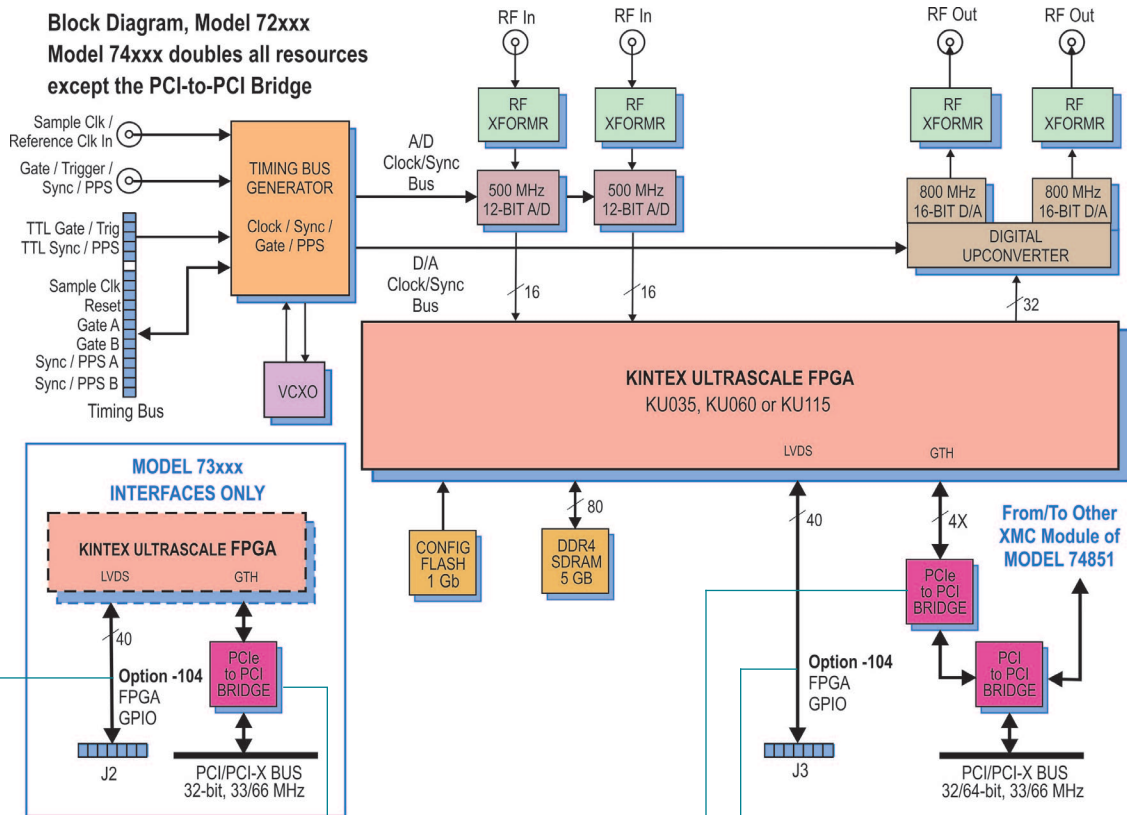 Block Diagram, Model 72xxx
Model 74xxx doubles all resources
except the PCI-to-PCI Bridge
RF In
RF In
RF Out
RF Out
Sample Clk /
Reference Clk In
Gate / Trigger /
Sync / PPS
TTL Gate / Trig
TTL Sync / PPS
Sample Clk
Reset
Gate A
Gate B
Sync / PPS A
Sync / PPS B
Timing Bus
TIMING BUS
GENERATOR
Clock / Sync /
Gate / PPS
VCXO
A/D
Clock/Sync
Bus
D/A
Clock/Sync
Bus
RF
XFORMR
RF
XFORMR
500 MHz
12-BIT A/D
500 MHz
12-BIT A/D
16
16
RF
XFORMR
RF
XFORMR
800 MHz
16-BIT D/A
800 MHz
16-BIT D/A
DIGITAL
UPCONVERTER
32
KINTEX ULTRASCALE FPGA
KU035, KU060 or KU115
LVDS
GTH
CONFIG
FLASH
1 Gb
80
DDR4
SDRAM
5 GB
40
4X
From/To Other
XMC Module of
MODEL 74851
PCIe
to PCI
BRIDGE
PCI
to PCI
BRIDGE
Option -104
FPGA
GPIO
J3
PCI/PCI-X BUS
32/64-bit, 33/66 MHz
MODEL 73xxx
INTERFACES ONLY
KINTEX ULTRASCALE FPGA
LVDS
GTH
40
Option -104
FPGA
GPIO
PCIe
to PCI
BRIDGE
J2
PCI/PCI-X BUS
32-bit, 33/66 MHz